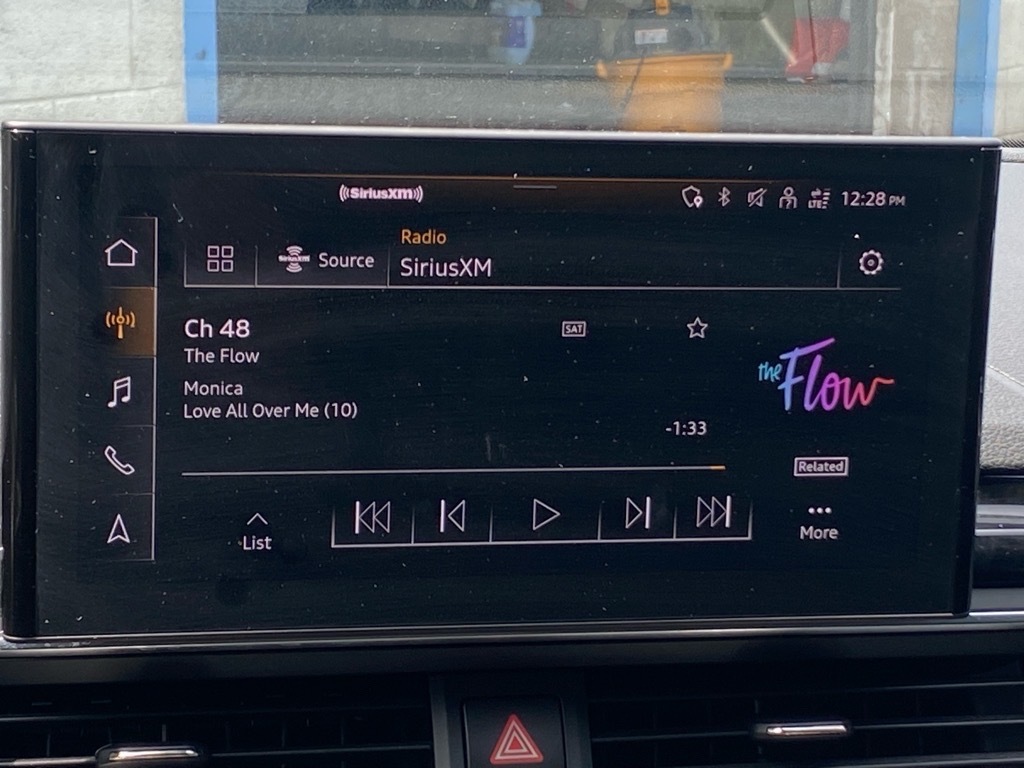 SiriusXM
LTE 12:28 PM
SiriusXM Source
Radio
SiriusXM
Ch 48
SAT
The Flow
Monica
Love All Over Me (10)
the Flow
-1:33
Related
List
More